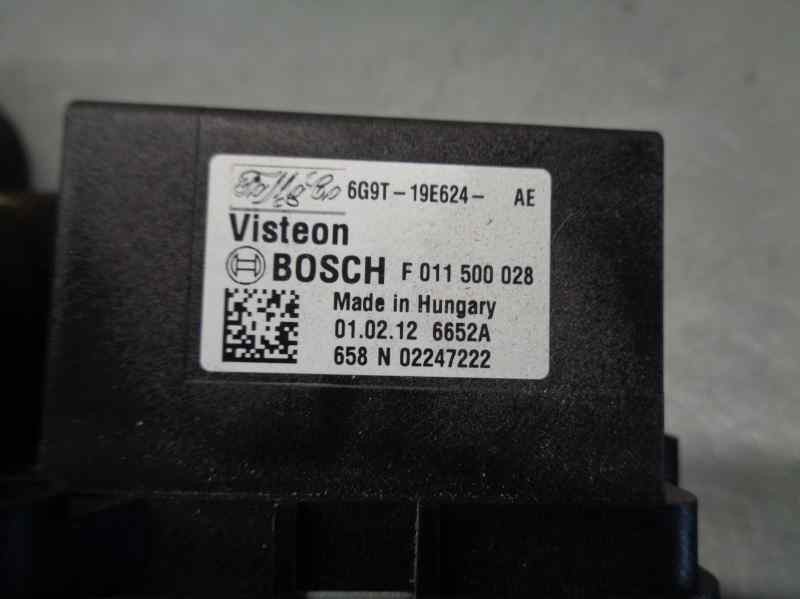 6G9T-19E624- AE
Visteon
BOSCH F 011 500 028
Made in Hungary
01.02.12 6652A
658 N 02247222